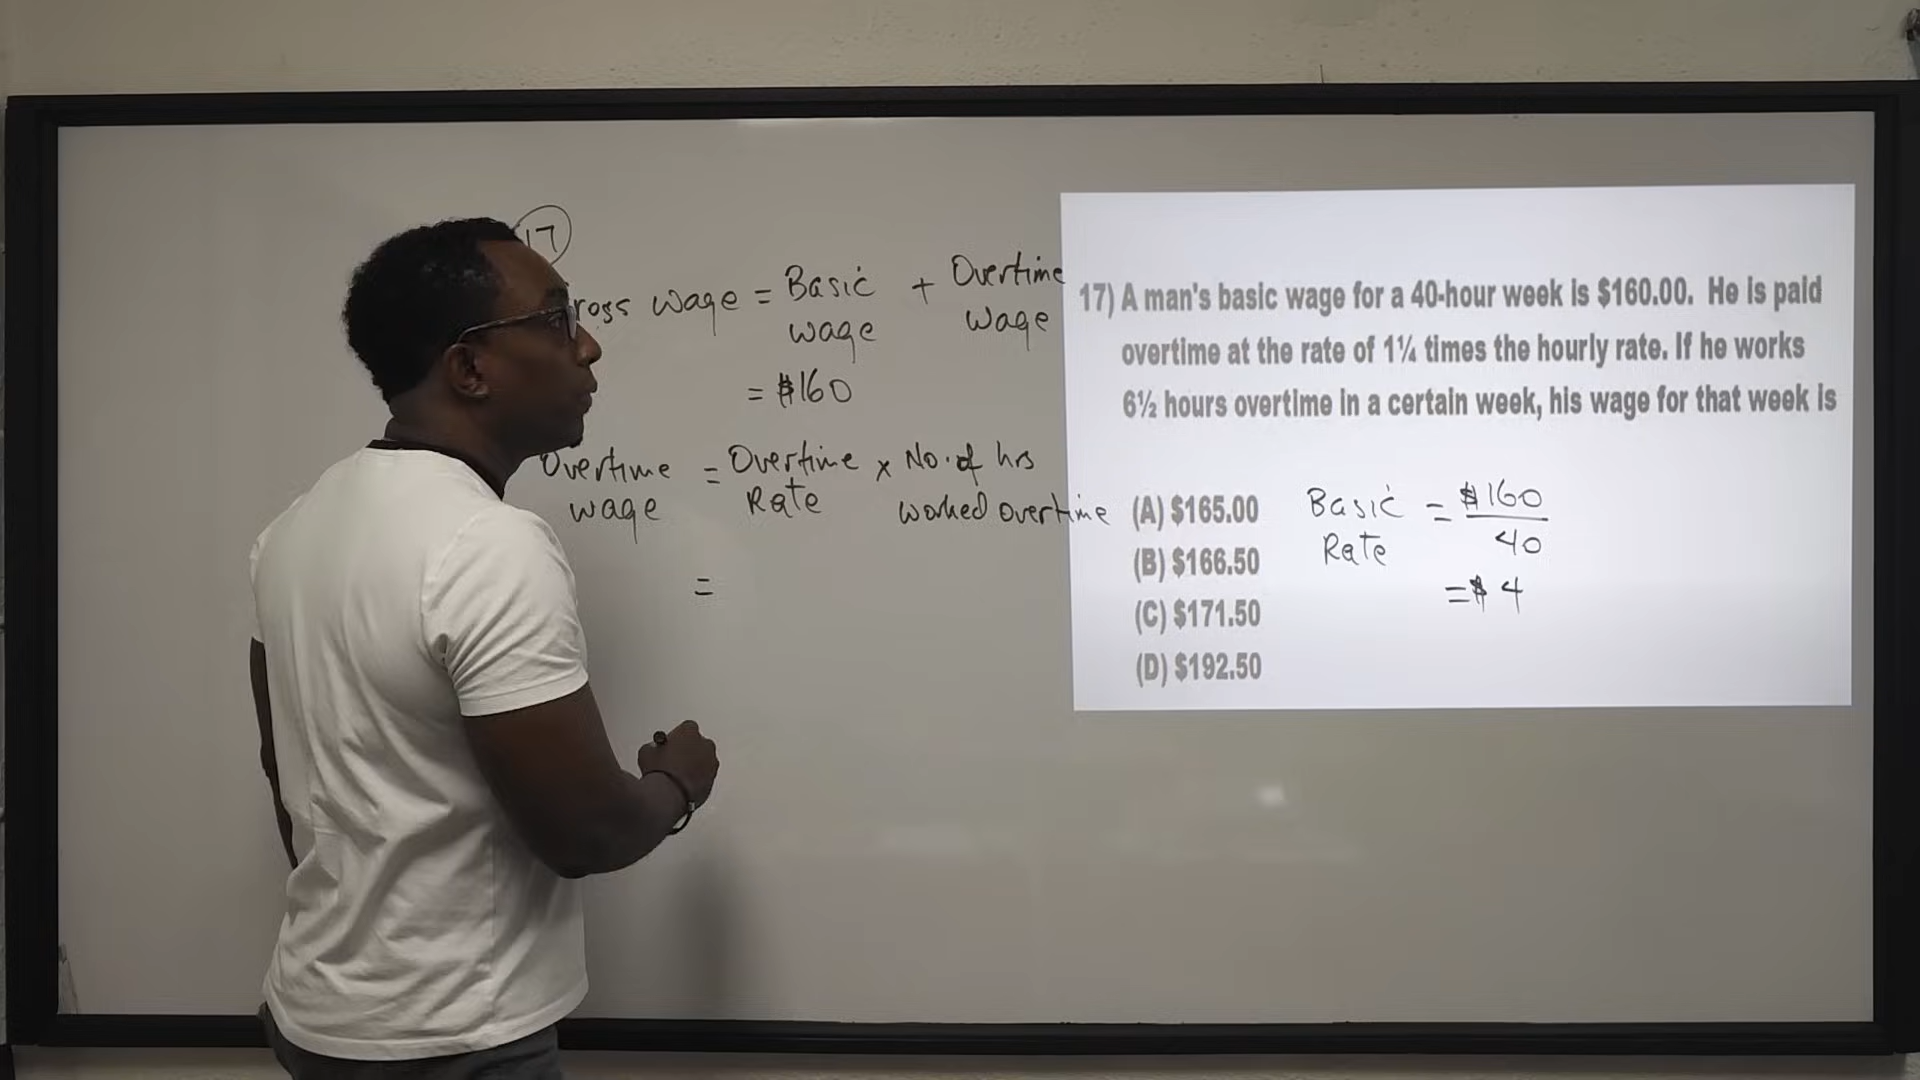 17
ross wage = Basic wage + Overtime wage
= $160
Overtime wage = Overtime Rate × No. of hrs worked overtime
=
17) A man's basic wage for a 40-hour week is $160.00. He is paid
overtime at the rate of 1¼ times the hourly rate. If he works
6½ hours overtime in a certain week, his wage for that week is
(A) $165.00
(B) $166.50
(C) $171.50
(D) $192.50
Basic Rate = $160
40
= $4